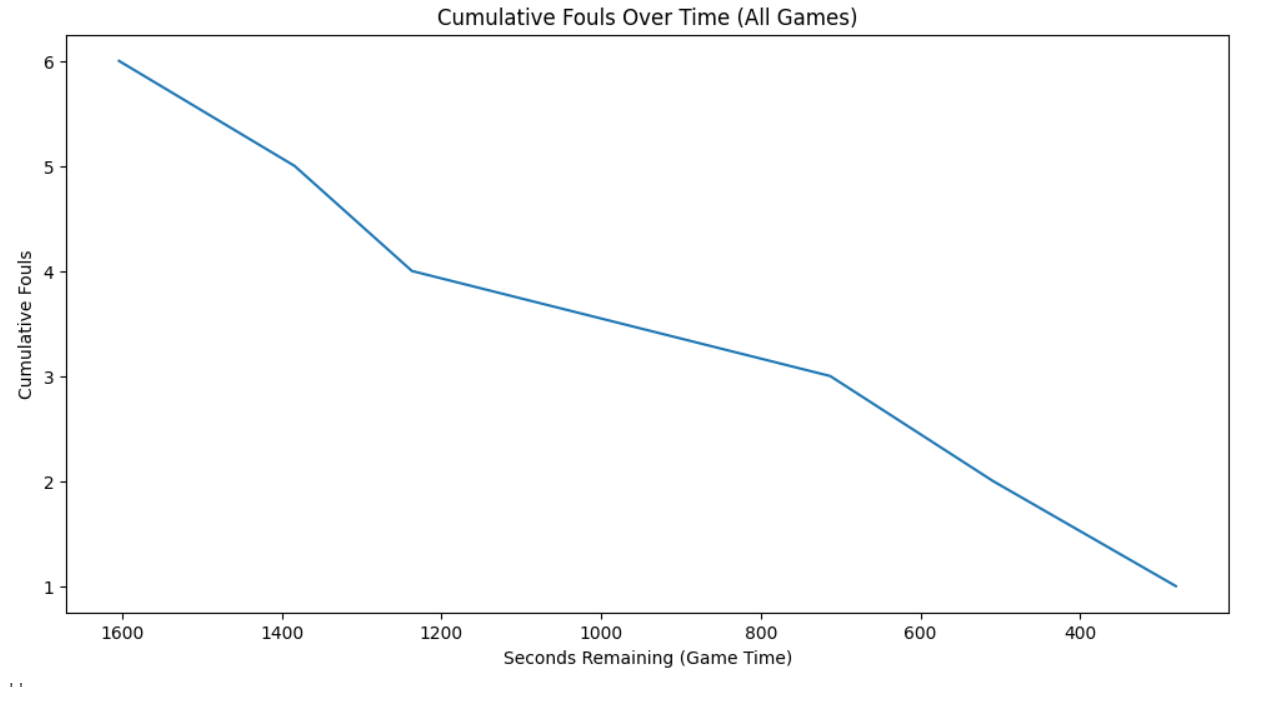 Cumulative Fouls Over Time (All Games)
6
5
4
3
2
1
Cumulative Fouls
1600 1400 1200 1000 800 600 400
Seconds Remaining (Game Time)
''